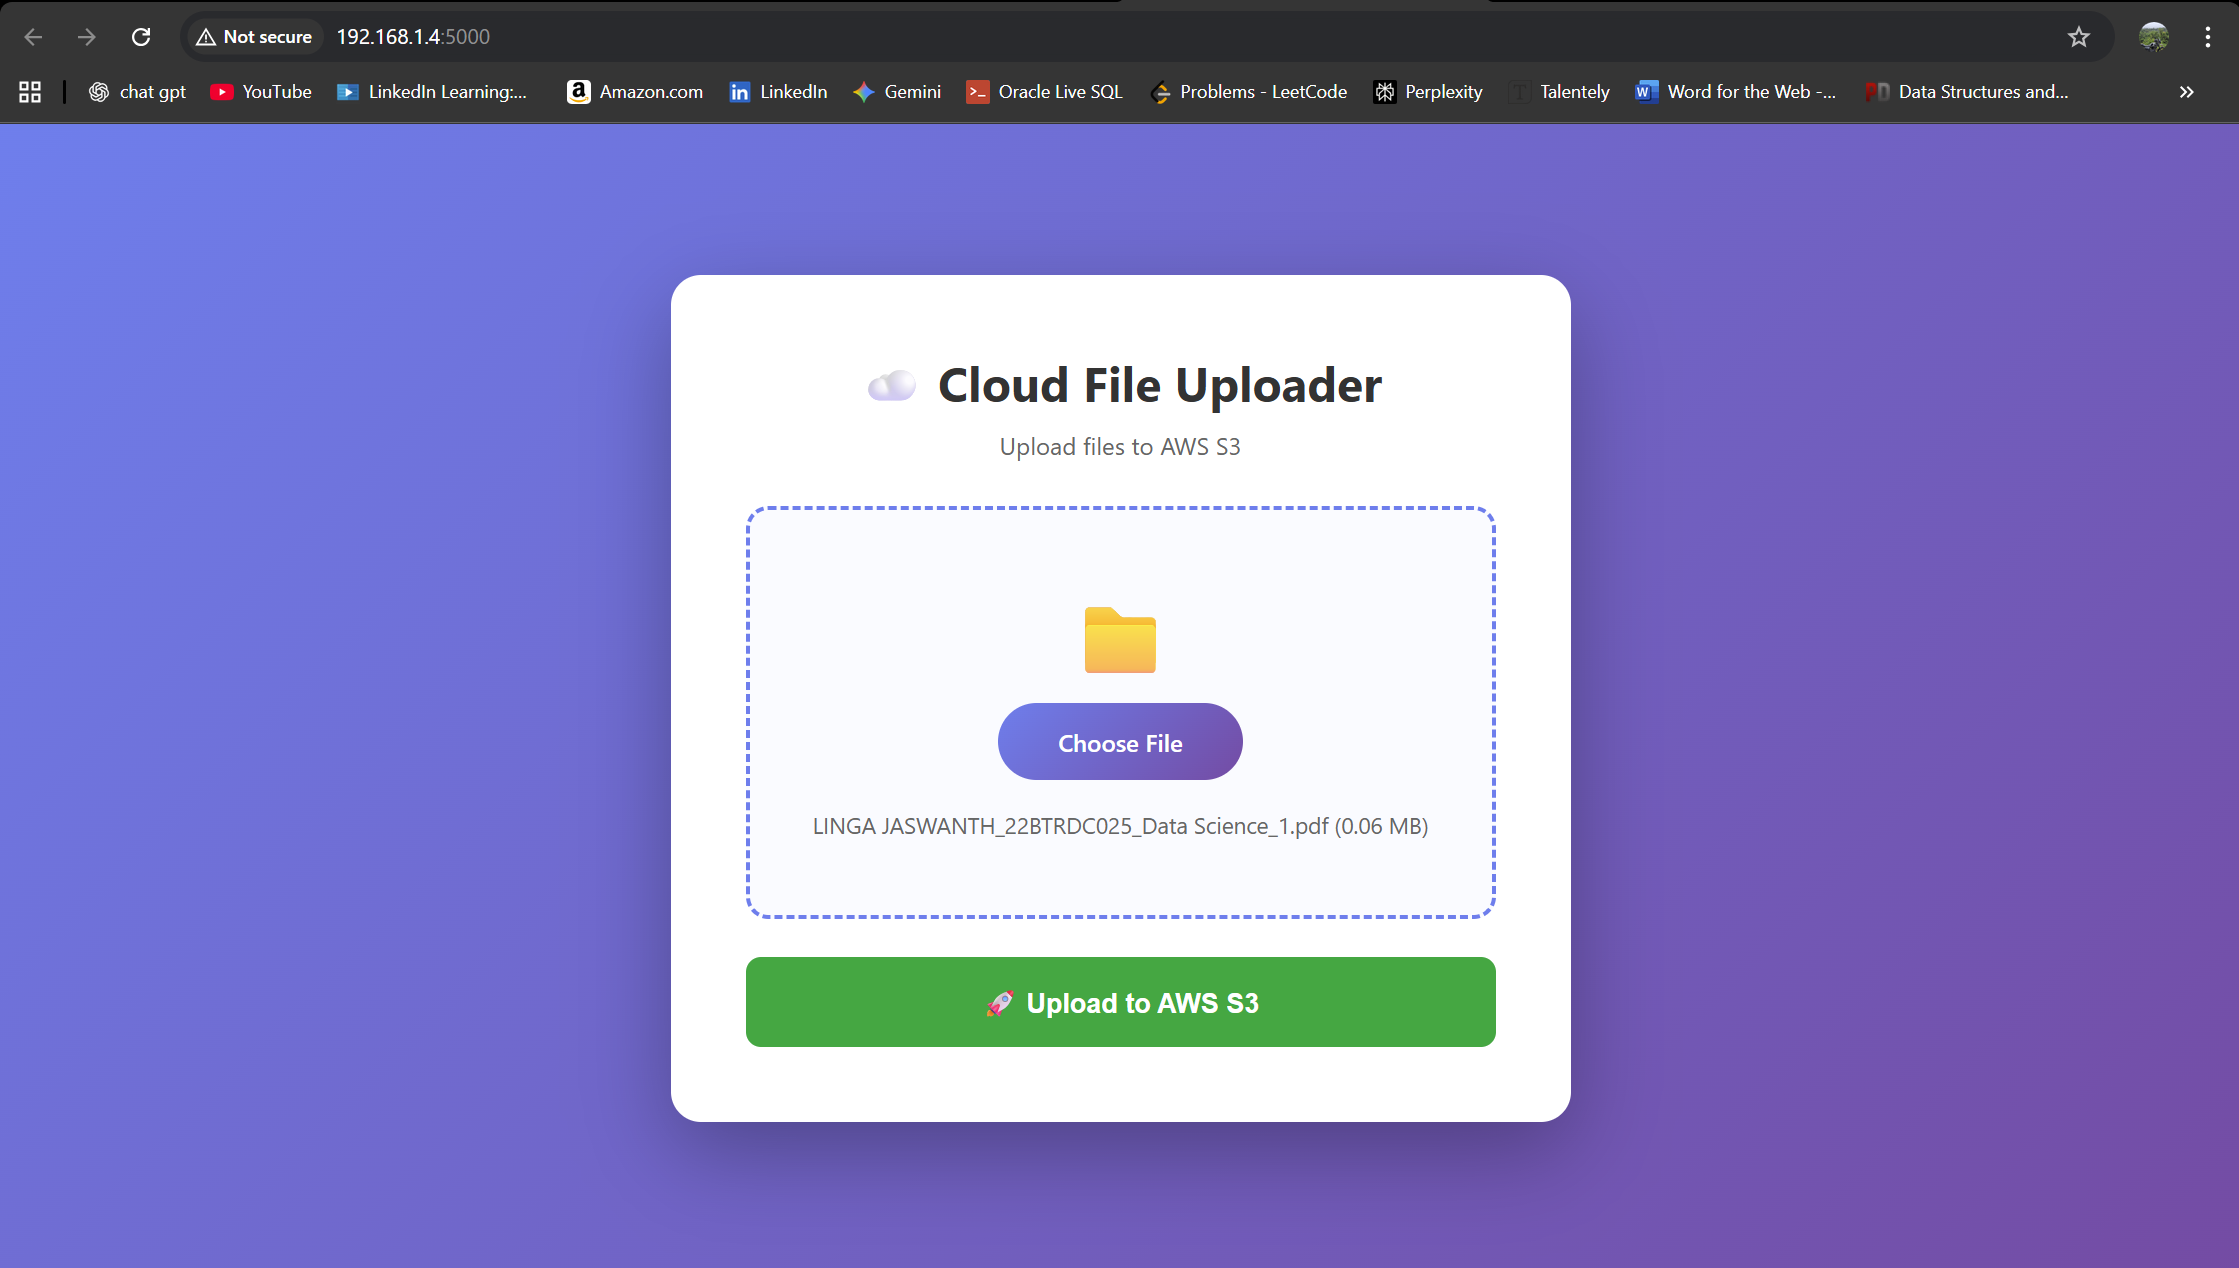 Not secure 192.168.1.4:5000
chat gpt YouTube LinkedIn Learning:... Amazon.com LinkedIn Gemini Oracle Live SQL Problems - LeetCode Perplexity Talentely Word for the Web -... Data Structures and...
Cloud File Uploader
Upload files to AWS S3
Choose File
LINGA JASWANTH_22BTRDC025_Data Science_1.pdf (0.06 MB)
🚀 Upload to AWS S3